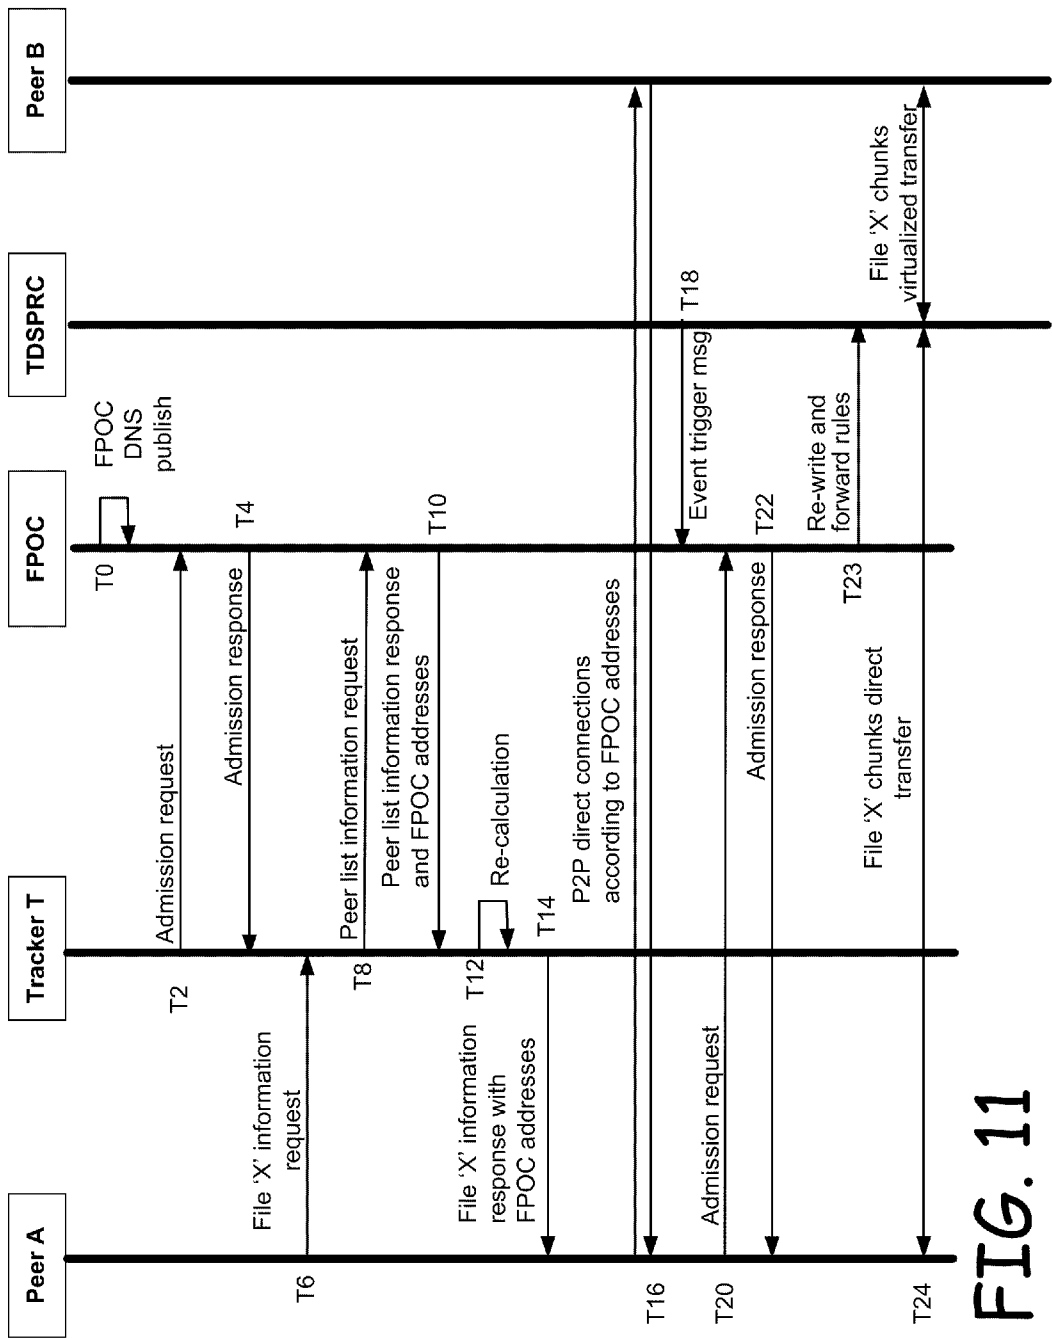 Peer A
Tracker T
FPOC
TDSPRC
Peer B
T0
FPOC
DNS
publish
T2
Admission request
T4
Admission response
T6
File ‘X’ information
request
T8
Peer list information request
T10
Peer list information response
and FPOC addresses
T12
Re-calculation
T14
File ‘X’ information
response with
FPOC addresses
T16
P2P direct connections
according to FPOC addresses
T18
Event trigger msg
T20
Admission request
T22
Admission response
T23
Re-write and
forward rules
T24
File ‘X’ chunks direct
transfer
File ‘X’ chunks
virtualized transfer
FIG. 11